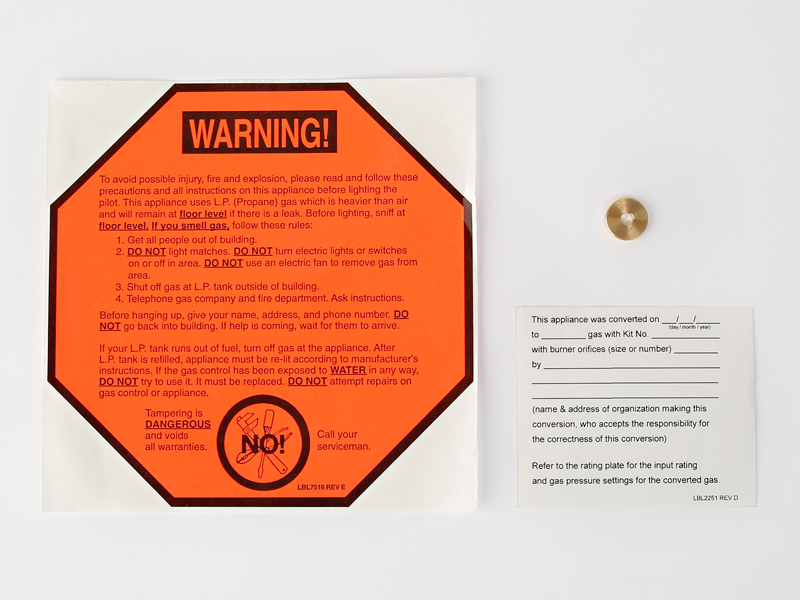 WARNING!
To avoid possible injury, fire and explosion, please read and follow these
precautions and all instructions on this appliance before lighting the
pilot. This appliance uses L.P. (Propane) gas which is heavier than air
and will remain at floor level if there is a leak. Before lighting, sniff at
floor level. If you smell gas, follow these rules:
1. Get all people out of building.
2. DO NOT light matches. DO NOT turn electric lights or switches
on or off in area. DO NOT use an electric fan to remove gas from
area.
3. Shut off gas at L.P. tank outside of building.
4. Telephone gas company and fire department. Ask instructions.
Before hanging up, give your name, address, and phone number. DO
NOT go back into building. If help is coming, wait for them to arrive.
If your L.P. tank runs out of fuel, turn off gas at the appliance. After
L.P. tank is refilled, appliance must be re-lit according to manufacturer's
instructions. If the gas control has been exposed to WATER in any way,
DO NOT try to use it. It must be replaced. DO NOT attempt repairs on
gas control or appliance.
Tampering is
DANGEROUS
and voids
all warranties.
NO!
Call your
serviceman.
LBL7516 REV E
This appliance was converted on ___/___/___
(day / month / year)
to ________ gas with Kit No. ____________
with burner orifices (size or number) ________
by ______________________________
(name & address of organization making this
conversion, who accepts the responsibility for
the correctness of this conversion)
Refer to the rating plate for the input rating
and gas pressure settings for the converted gas.
LBL2251 REV D